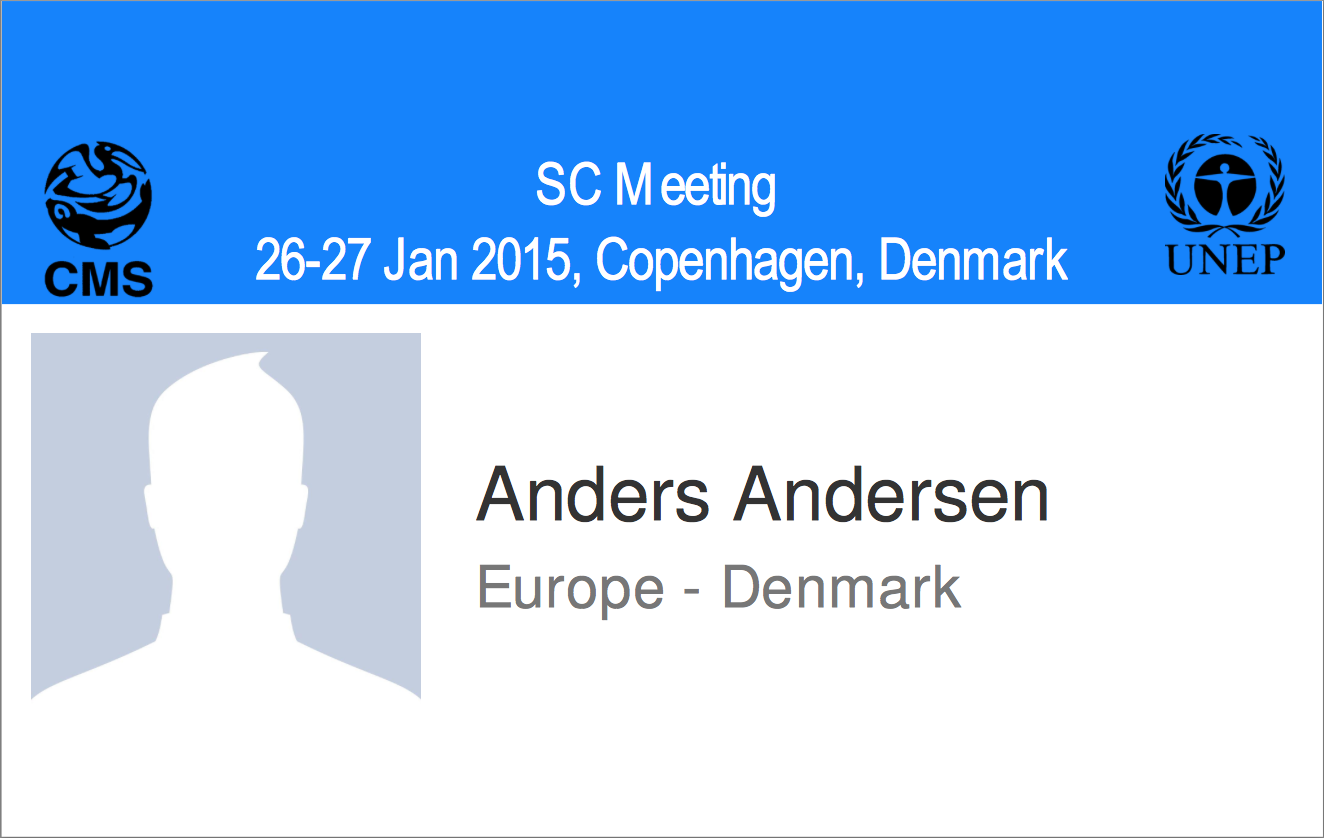 SC Meeting
26-27 Jan 2015, Copenhagen, Denmark
CMS
UNEP
Anders Andersen
Europe - Denmark